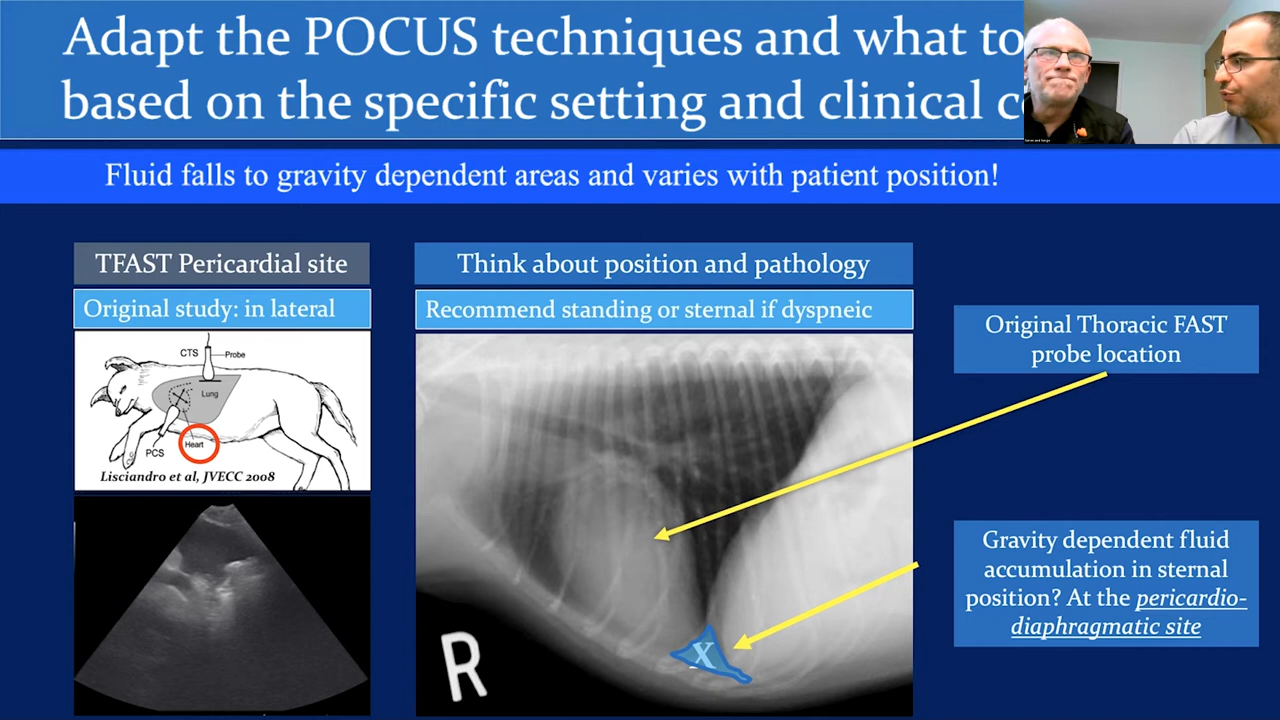 Adapt the POCUS techniques and what to
based on the specific setting and clinical
Fluid falls to gravity dependent areas and varies with patient position!
TFAST Pericardial site
Original study: in lateral
CTS
Probe
Lung
Heart
PCS
Lisciandro et al, JVECC 2008
Think about position and pathology
Recommend standing or sternal if dyspneic
R
X
Original Thoracic FAST
probe location
Gravity dependent fluid
accumulation in sternal
position? At the pericardio-
diaphragmatic site